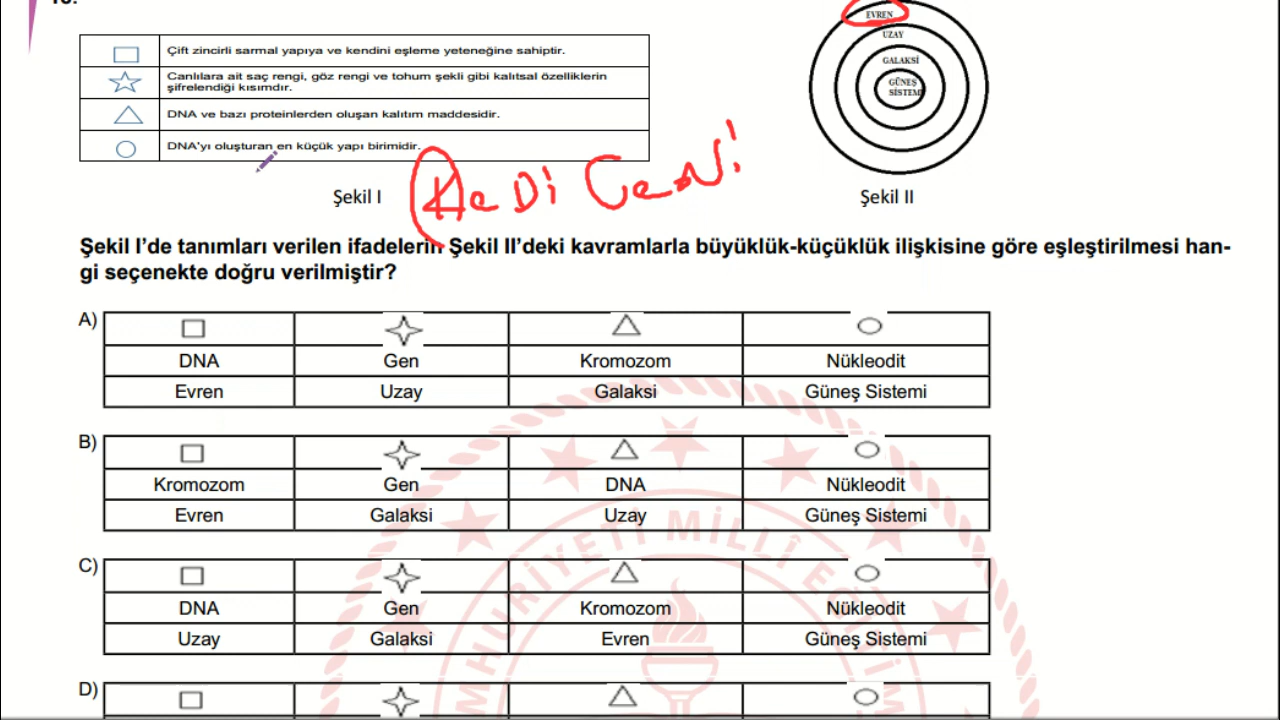 EVREN
UZAY
GALAKSİ
GÜNEŞ
SİSTEM
Çift zincirli sarmal yapıya ve kendini eşleme yeteneğine sahiptir.
Canlılara ait saç rengi, göz rengi ve tohum şekli gibi kalıtsal özelliklerin
şifrelendiği kısımdır.
DNA ve bazı proteinlerden oluşan kalıtım maddesidir.
DNA'yı oluşturan en küçük yapı birimidir.
Şekil I
Şekil II
Şekil I'de tanımları verilen ifadelerin Şekil II'deki kavramlarla büyüklük-küçüklük ilişkisine göre eşleştirilmesi han-
gi seçenekte doğru verilmiştir?
A)
DNA Gen Kromozom Nükleodit
Evren Uzay Galaksi Güneş Sistemi
B)
Kromozom Gen DNA Nükleodit
Evren Galaksi Uzay Güneş Sistemi
C)
DNA Gen Kromozom Nükleodit
Uzay Galaksi Evren Güneş Sistemi
D)